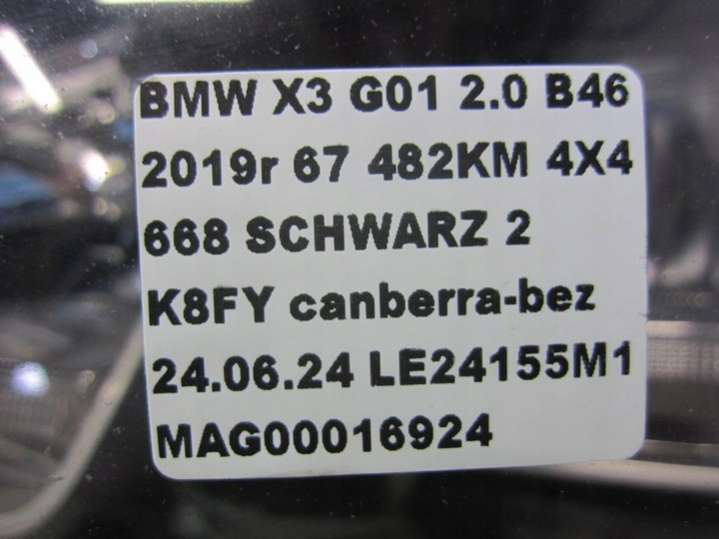 BMW X3 G01 2.0 B46
2019r 67 482KM 4X4
668 SCHWARZ 2
K8FY canberra-bez
24.06.24 LE24155M1
MAG00016924